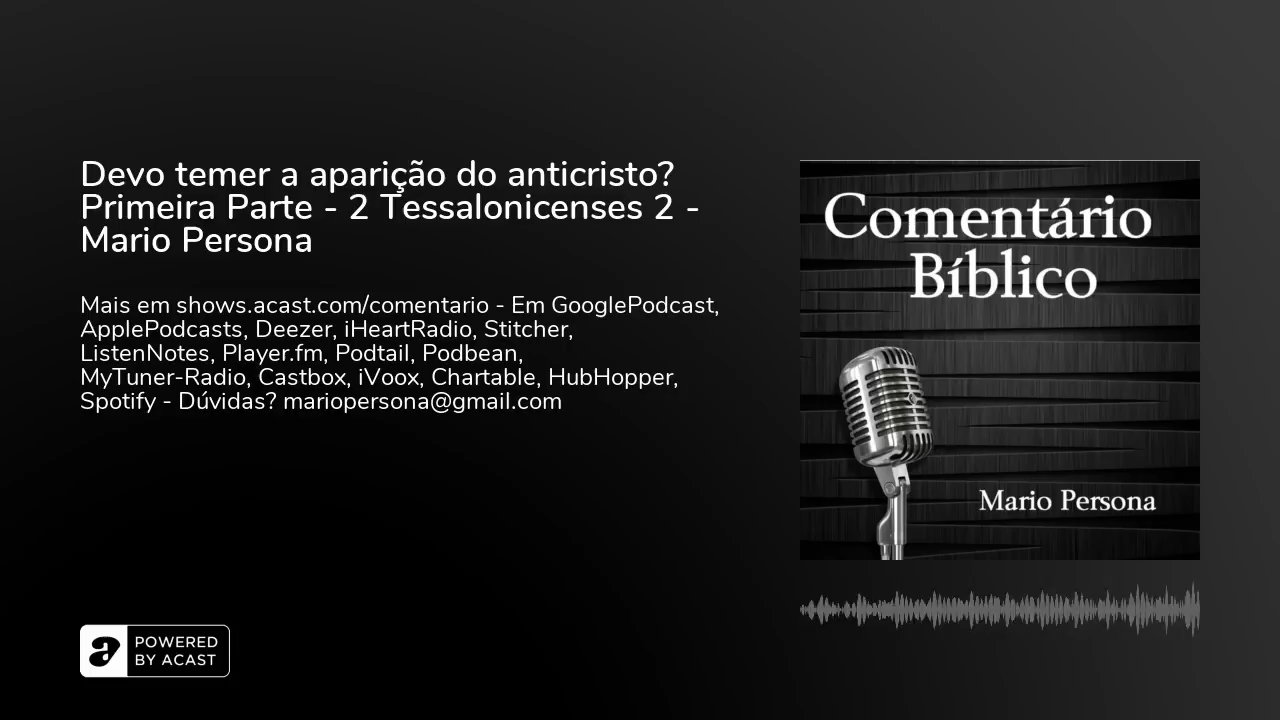 Devo temer a aparição do anticristo?
Primeira Parte - 2 Tessalonicenses 2 -
Mario Persona
Mais em shows.acast.com/comentario - Em GooglePodcast,
ApplePodcasts, Deezer, iHeartRadio, Stitcher,
ListenNotes, Player.fm, Podtail, Podbean,
MyTuner-Radio, Castbox, iVoox, Chartable, HubHopper,
Spotify - Dúvidas? mariopersona@gmail.com
Comentário
Bíblico
Mario Persona
POWERED
BY ACAST